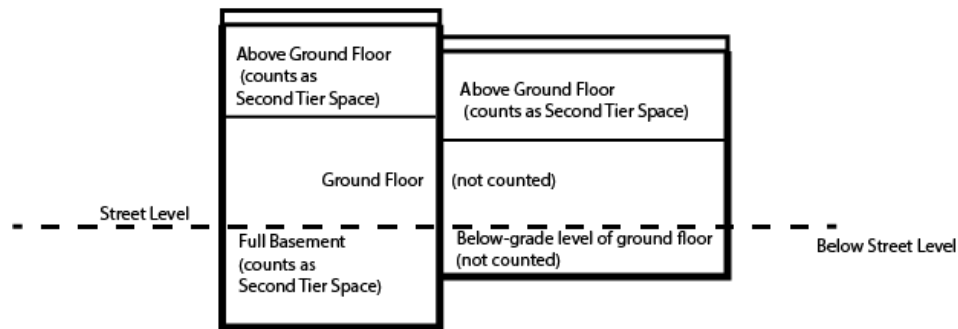 Above Ground Floor
(counts as
Second Tier Space)
Above Ground Floor
(counts as Second Tier Space)
Ground Floor
(not counted)
Street Level
Full Basement
(counts as
Second Tier Space)
Below-grade level of ground floor
(not counted)
Below Street Level